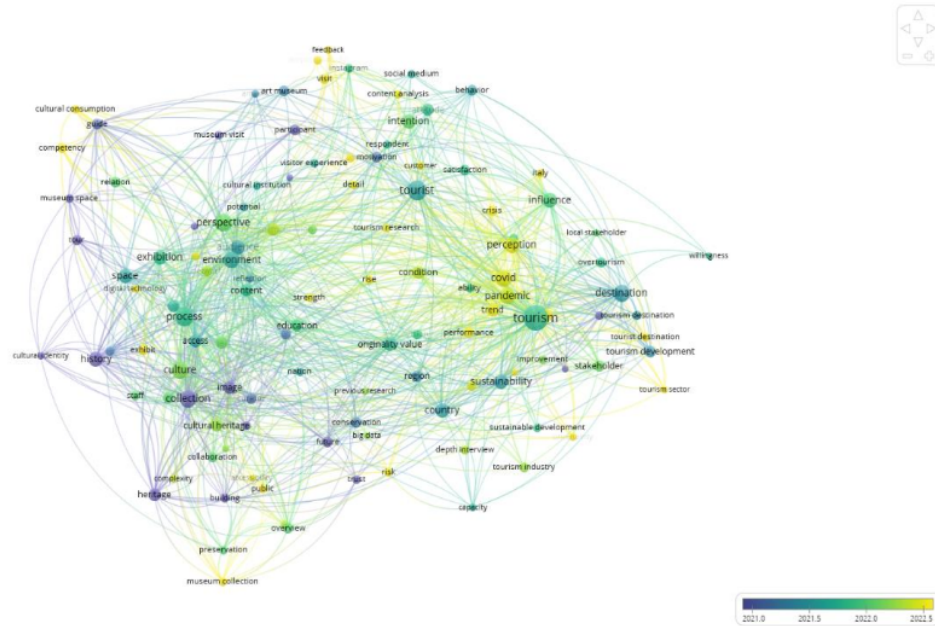 feedback
instagram
visit
social medium
art museum
content analysis
behavior
cultural consumption
guide
intention
museum visit
participant
respondent
competency
visitor experience
motivation
customer
satisfaction
italy
relation
cultural institution
detail
tourist
museum space
potential
crisis
influence
perspective
tourism research
local stakeholder
perception
willingness
exhibition
environment
overtourism
space
reflection
condition
covid
digital technology
content
rise
ability
destination
strength
pandemic
process
trend
tourism
tourism destination
education
access
performance
tourist destination
exhibit
originality value
cultural identity
history
improvement
tourism development
culture
nation
region
stakeholder
image
sustainability
tourism sector
staff
collection
previous research
country
cultural heritage
conservation
big data
sustainable development
future
collaboration
depth interview
complexity
risk
tourism industry
public
trust
heritage
building
capacity
overview
preservation
museum collection
2021.0 2021.5 2022.0 2022.5